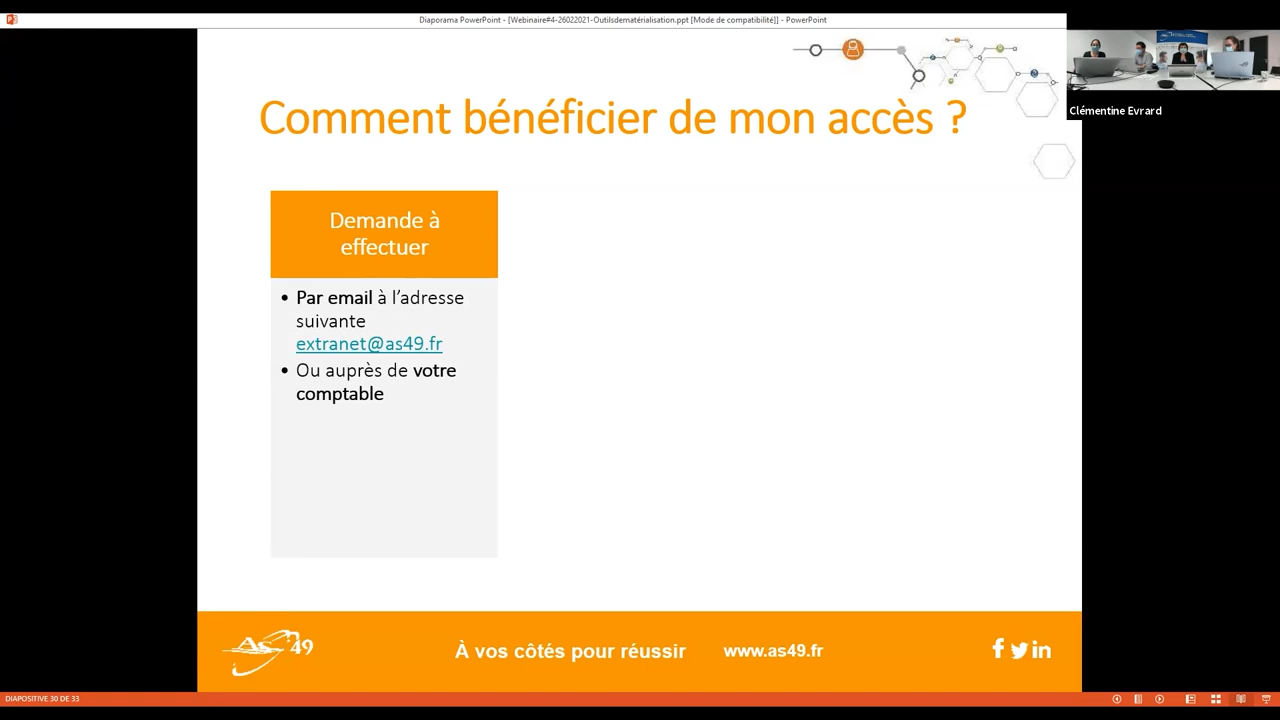 Diaporama PowerPoint - [Webinaire#4-26022021-Outilsdematérialisation.ppt [Mode de compatibilité]] - PowerPoint
Clémentine Evrard
Comment bénéficier de mon accès ?
Demande à
effectuer
• Par email à l'adresse
suivante
extranet@as49.fr
• Ou auprès de votre
comptable
As 49
À vos côtés pour réussir
www.as49.fr
DIAPOSITIVE 30 DE 33